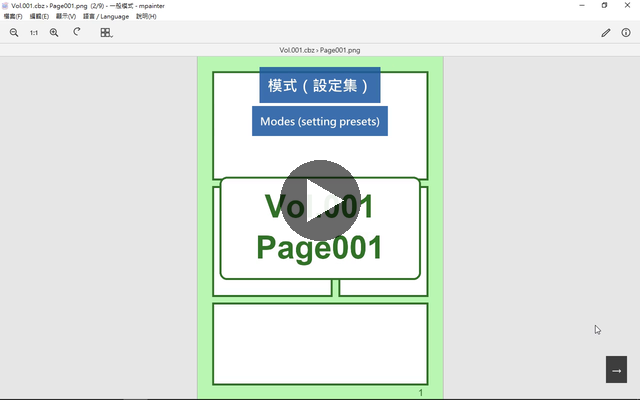 Vol.001.cbz › Page001.png  (2/9) - 一般模式 - mpainter
檔案(F) 編輯(E) 顯示(V) 語言 / Language 說明(H)
1:1
Vol.001.cbz › Page001.png
模式（設定集）
Modes (setting presets)
Vol.001
Page001
→
1